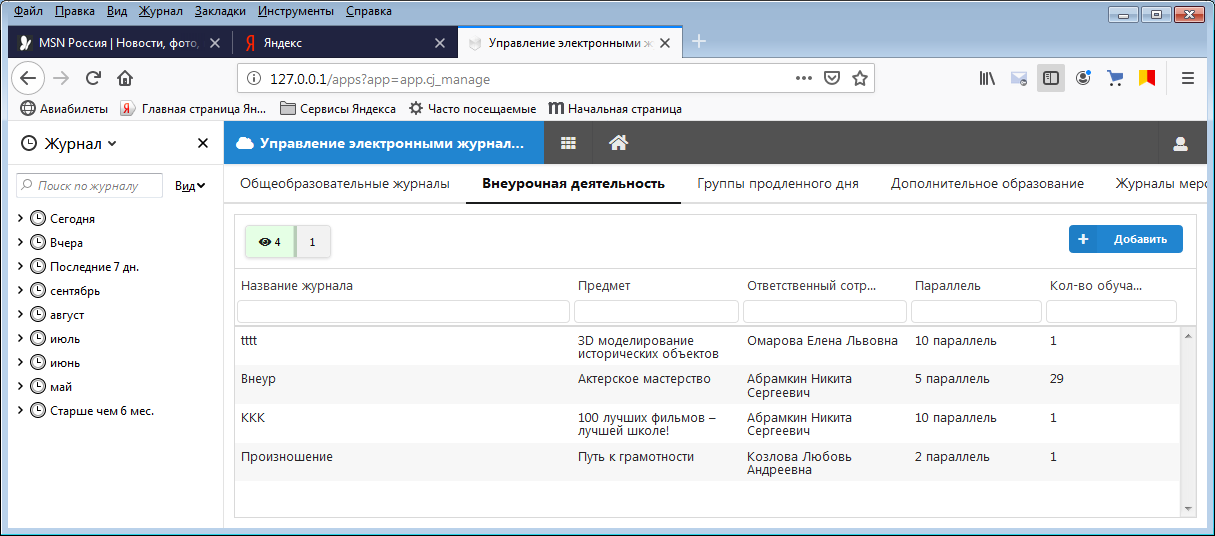 Файл Правка Вид Журнал Закладки Инструменты Справка
MSN Россия | Новости, фото,
Яндекс
Управление электронными ж
127.0.0.1/apps?app=app.cj_manage
Авиабилеты Главная страница Ян... Сервисы Яндекса Часто посещаемые Начальная страница
Журнал
Управление электронными журнал...
Поиск по журналу Вид
Общеобразовательные журналы Внеурочная деятельность Группы продленного дня Дополнительное образование Журналы меро
Сегодня
Вчера
Последние 7 дн.
сентябрь
август
июль
июнь
май
Старше чем 6 мес.
4 1
Добавить
Название журнала Предмет Ответственный сотр... Параллель Кол-во обуча...
tttt 3D моделирование Омарова Елена Львовна 10 параллель 1
исторических объектов
Внеур Актерское мастерство Абрамкин Никита 5 параллель 29
Сергеевич
ККК 100 лучших фильмов – Абрамкин Никита 10 параллель 1
лучшей школе! Сергеевич
Произношение Путь к грамотности Козлова Любовь 2 параллель 1
Андреевна